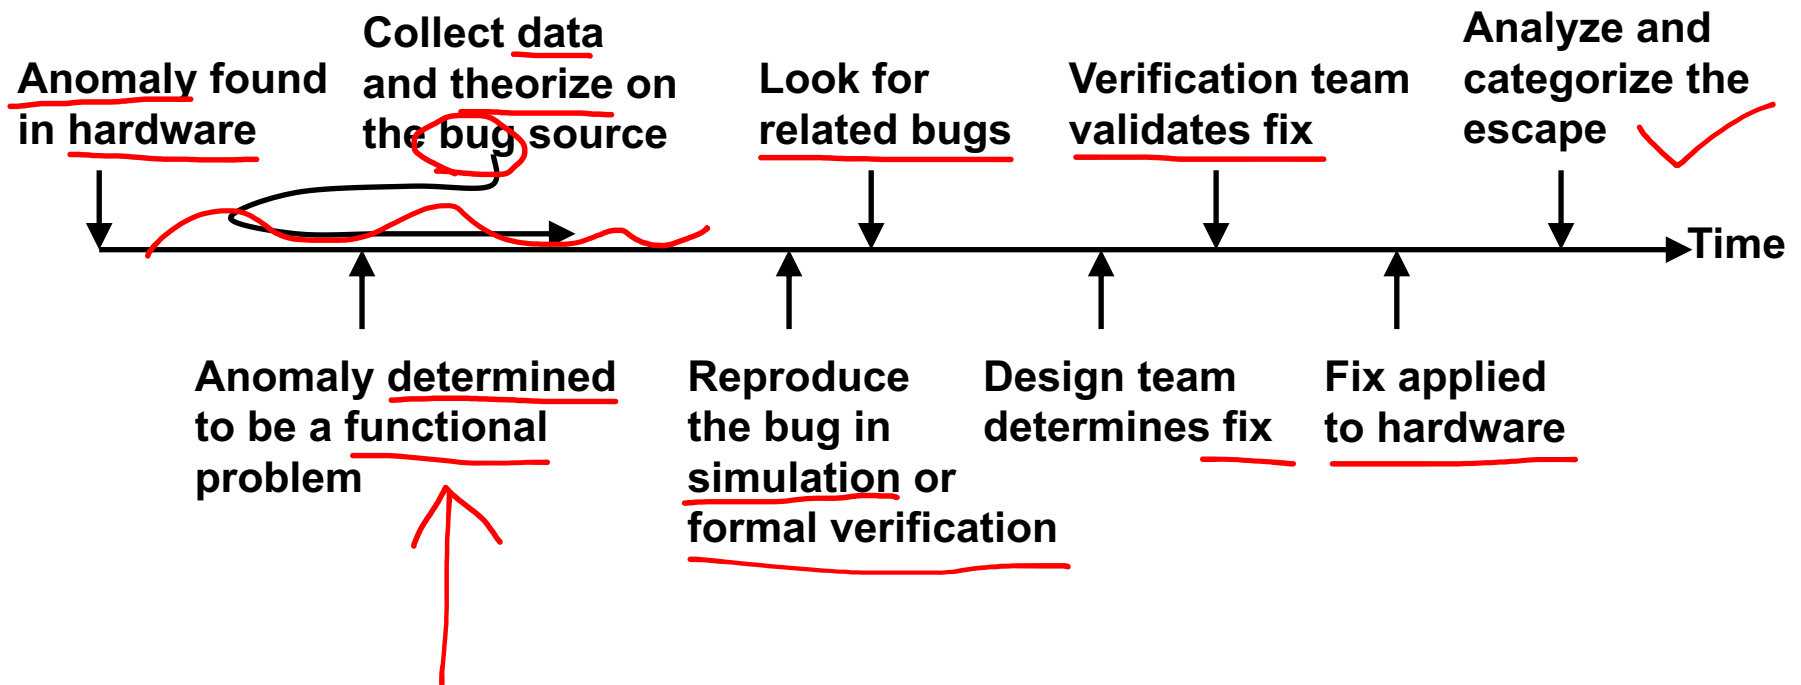 Anomaly found
in hardware
Collect data
and theorize on
the bug source
Look for
related bugs
Verification team
validates fix
Analyze and
categorize the
escape
Time
Anomaly determined
to be a functional
problem
Reproduce
the bug in
simulation or
formal verification
Design team
determines fix
Fix applied
to hardware